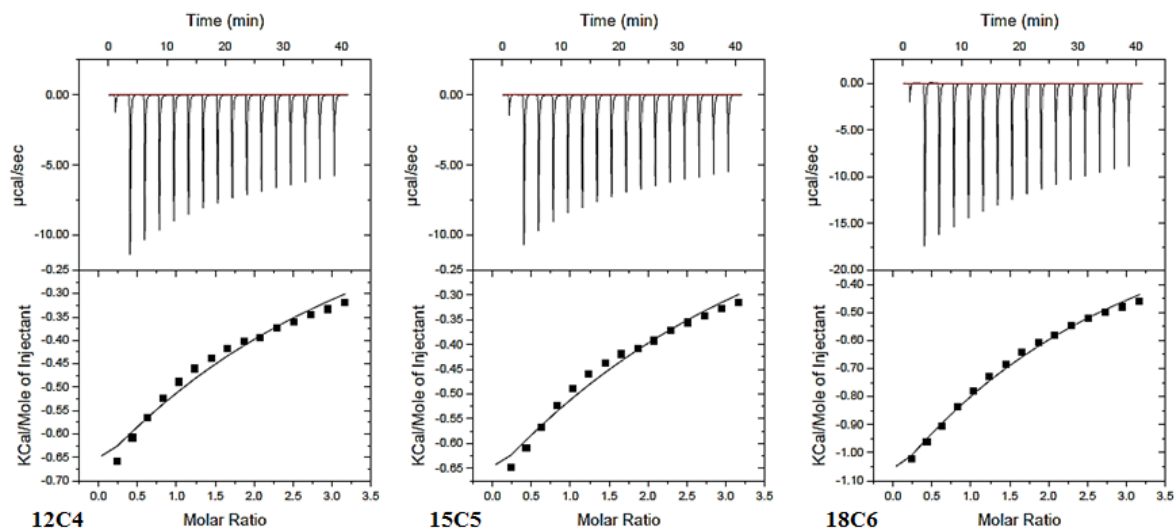 Time (min)
0 10 20 30 40
0.00
-5.00
-10.00
µcal/sec
-0.25
-0.30
-0.35
-0.40
-0.45
-0.50
-0.55
-0.60
-0.65
-0.70
KCal/Mole of Injectant
0.0 0.5 1.0 1.5 2.0 2.5 3.0 3.5
12C4
Molar Ratio
Time (min)
0 10 20 30 40
0.00
-5.00
-10.00
µcal/sec
-0.25
-0.30
-0.35
-0.40
-0.45
-0.50
-0.55
-0.60
-0.65
KCal/Mole of Injectant
0.0 0.5 1.0 1.5 2.0 2.5 3.0 3.5
15C5
Molar Ratio
Time (min)
0 10 20 30 40
0.00
-5.00
-10.00
-15.00
-20.00
µcal/sec
-0.40
-0.50
-0.60
-0.70
-0.80
-0.90
-1.00
-1.10
KCal/Mole of Injectant
0.0 0.5 1.0 1.5 2.0 2.5 3.0 3.5
18C6
Molar Ratio